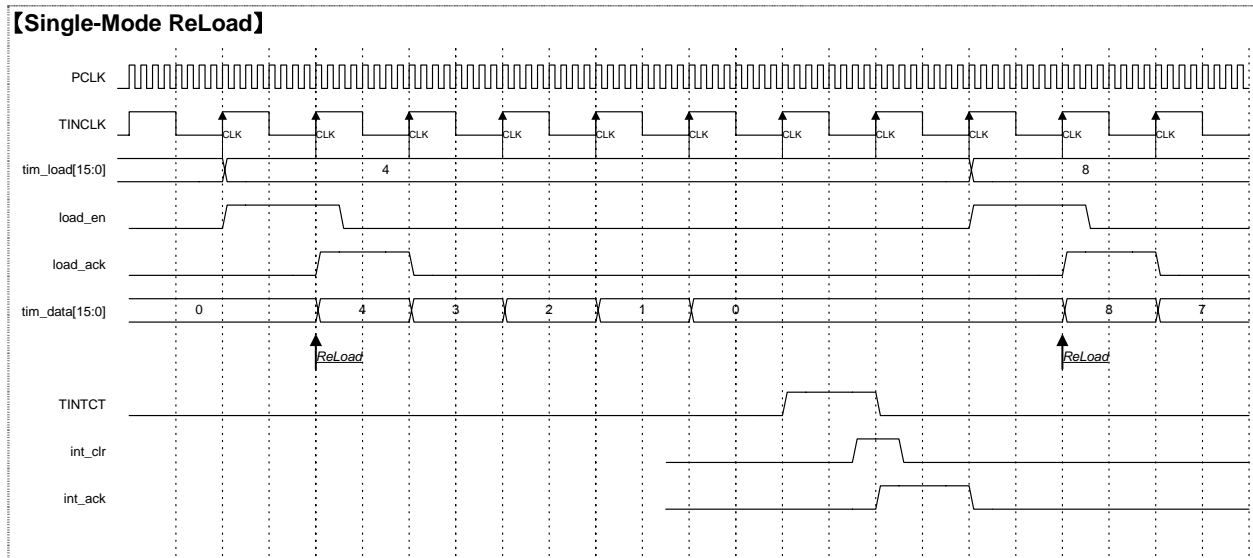 【Single-Mode ReLoad】
PCLK
TINCLK
CLK CLK CLK CLK CLK CLK CLK CLK CLK CLK CLK
tim_load[15:0] 4 8
load_en
load_ack
tim_data[15:0] 0 4 3 2 1 0 8 7
ReLoad ReLoad
TINTCT
int_clr
int_ack